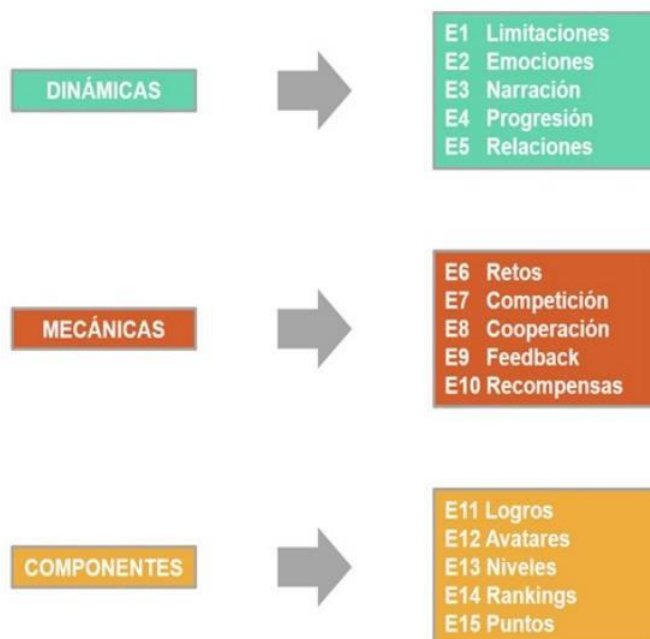 DINÁMICAS
E1 Limitaciones
E2 Emociones
E3 Narración
E4 Progresión
E5 Relaciones
MECÁNICAS
E6 Retos
E7 Competición
E8 Cooperación
E9 Feedback
E10 Recompensas
COMPONENTES
E11 Logros
E12 Avatares
E13 Niveles
E14 Rankings
E15 Puntos